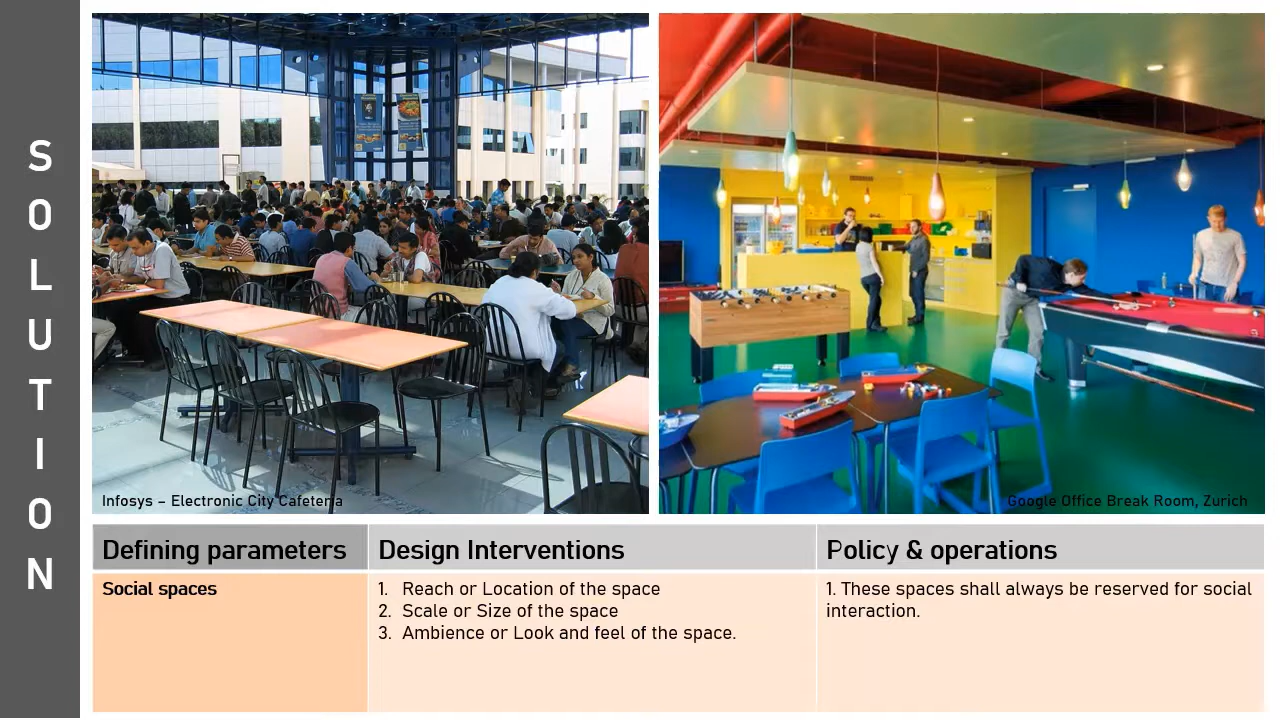 SOLUTION
Infosys – Electronic City Cafeteria
Google Office Break Room, Zurich
Defining parameters
Design Interventions
Policy & operations
Social spaces
1. Reach or Location of the space
2. Scale or Size of the space
3. Ambience or Look and feel of the space.
1. These spaces shall always be reserved for social
interaction.